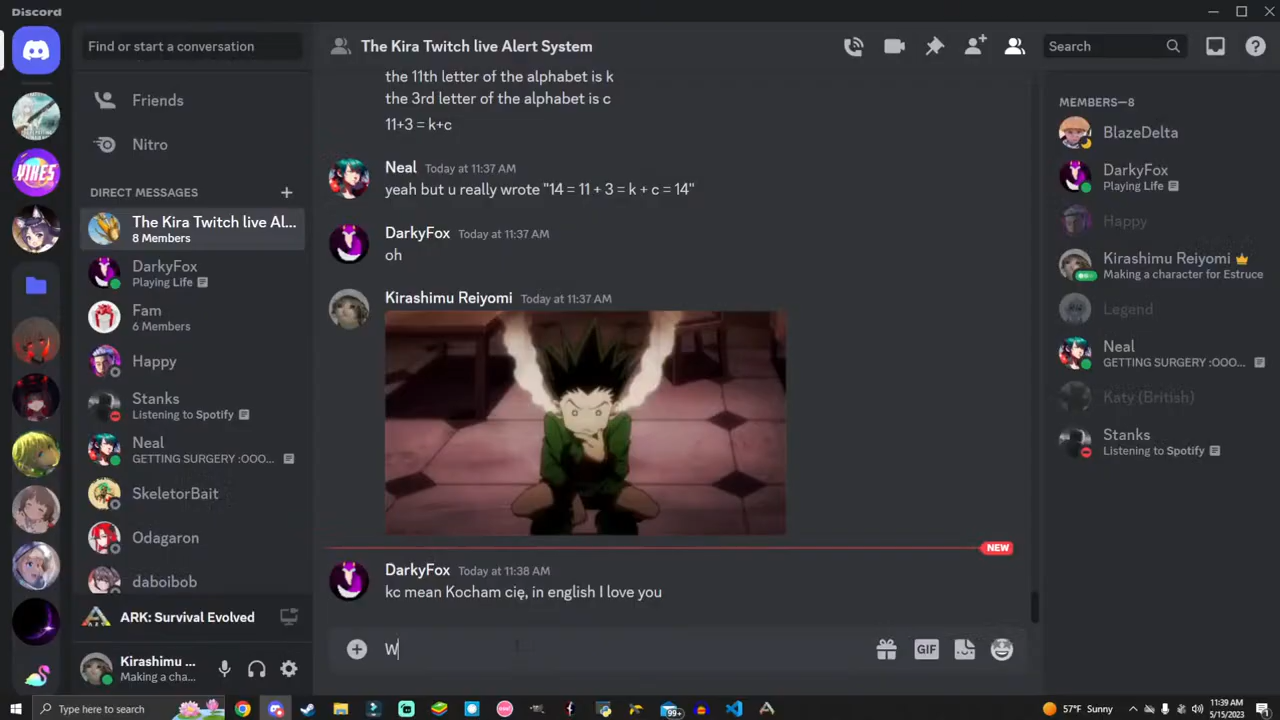 Discord
Find or start a conversation
The Kira Twitch live Alert System
Search
Friends
Nitro
DIRECT MESSAGES
The Kira Twitch live Al...
8 Members
DarkyFox
Playing Life
Fam
6 Members
Happy
Stanks
Listening to Spotify
Neal
GETTING SURGERY :OOO...
SkeletorBait
Odagaron
daboibob
ARK: Survival Evolved
Kirashimu ...
Making a cha...
YIKES
the 11th letter of the alphabet is k
the 3rd letter of the alphabet is c
11+3 = k+c
Neal Today at 11:37 AM
yeah but u really wrote "14 = 11 + 3 = k + c = 14"
DarkyFox Today at 11:37 AM
oh
Kirashimu Reiyomi Today at 11:37 AM
NEW
DarkyFox Today at 11:38 AM
kc mean Kocham cię, in english I love you
W
GIF
MEMBERS—8
BlazeDelta
DarkyFox
Playing Life
Happy
Kirashimu Reiyomi
Making a character for Estruce
Legend
Neal
GETTING SURGERY :OOO...
Katy (British)
Stanks
Listening to Spotify
Type here to search
99+
57°F Sunny
11:39 AM
5/15/2023